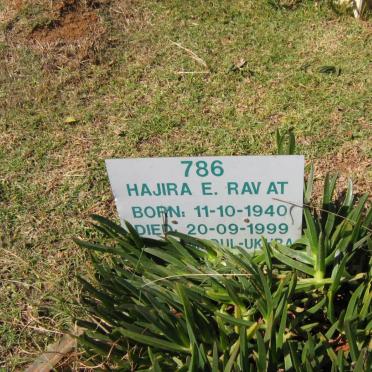 786
HAJIRA E. RAVAT
BORN: 11-10-1940
DIED: 20-09-1999